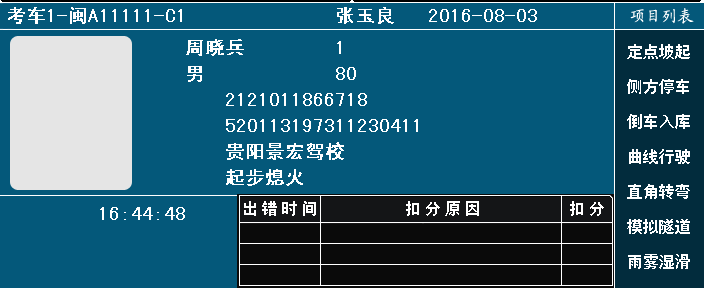 考车1-闽A11111-C1 张玉良 2016-08-03 项目列表
周晓兵 1
男 80
2121011866718
520113197311230411
贵阳景宏驾校
起步熄火
16:44:48
出错时间 扣分原因 扣分
定点坡起
侧方停车
倒车入库
曲线行驶
直角转弯
模拟隧道
雨雾湿滑